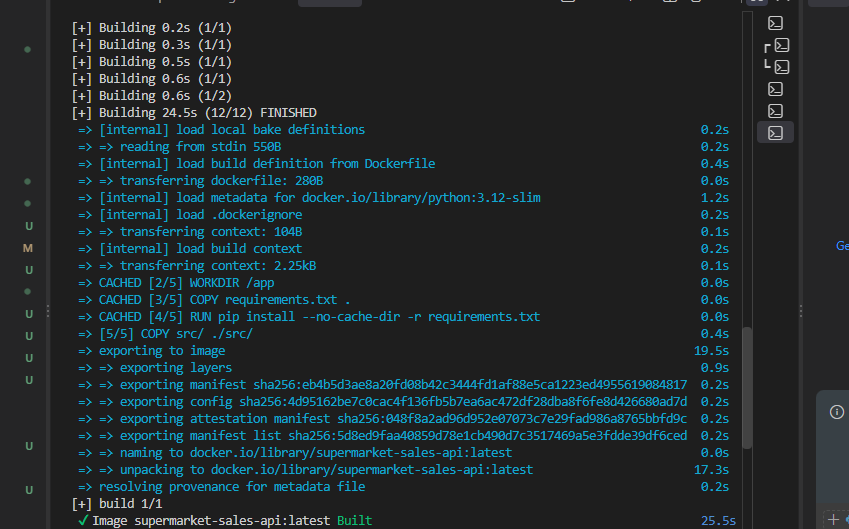 [+] Building 0.2s (1/1)
[+] Building 0.3s (1/1)
[+] Building 0.5s (1/1)
[+] Building 0.6s (1/1)
[+] Building 0.6s (1/2)
[+] Building 24.5s (12/12) FINISHED
=> [internal] load local bake definitions 0.2s
=> => reading from stdin 550B 0.2s
=> [internal] load build definition from Dockerfile 0.4s
=> => transferring dockerfile: 280B 0.0s
=> [internal] load metadata for docker.io/library/python:3.12-slim 1.2s
=> [internal] load .dockerignore 0.2s
=> => transferring context: 104B 0.1s
=> [internal] load build context 0.2s
=> => transferring context: 2.25kB 0.1s
=> CACHED [2/5] WORKDIR /app 0.0s
=> CACHED [3/5] COPY requirements.txt . 0.0s
=> CACHED [4/5] RUN pip install --no-cache-dir -r requirements.txt 0.0s
=> [5/5] COPY src/ ./src/ 0.4s
=> exporting to image 19.5s
=> => exporting layers 0.9s
=> => exporting manifest sha256:eb4b5d3ae8a20fd08b42c3444fd1af88e5ca1223ed4955619084817 0.2s
=> => exporting config sha256:4d95162be7c0cac4f136fb5b7ea6ac472df28dba8f6fe8d426680ad7d 0.2s
=> => exporting attestation manifest sha256:048f8a2ad96d952e07073c7e29fad986a8765bbfd9c 0.2s
=> => exporting manifest list sha256:5d8ed9faa40859d78e1cb490d7c3517469a5e3fdde39df6ced 0.2s
=> => naming to docker.io/library/supermarket-sales-api:latest 0.0s
=> => unpacking to docker.io/library/supermarket-sales-api:latest 17.3s
=> resolving provenance for metadata file 0.2s
[+] build 1/1
✓ Image supermarket-sales-api:latest Built 25.5s
U
M
U
U
U
U
U
U
U
Ge